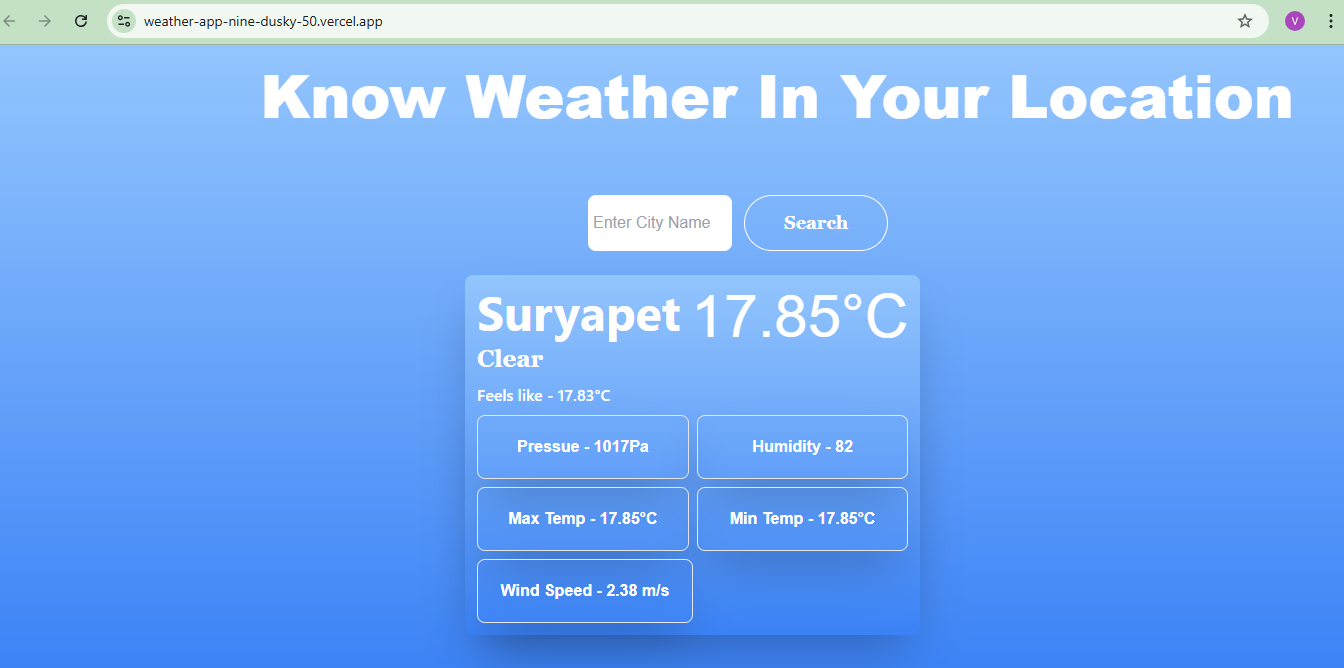 weather-app-nine-dusky-50.vercel.app
V
Know Weather In Your Location
Enter City Name
Search
Suryapet 17.85°C
Clear
Feels like - 17.83°C
Pressue - 1017Pa
Humidity - 82
Max Temp - 17.85°C
Min Temp - 17.85°C
Wind Speed - 2.38 m/s